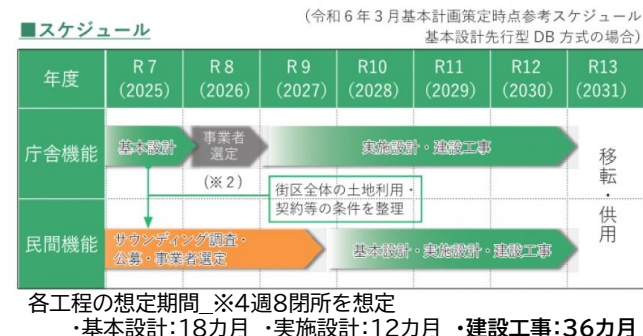 ■スケジュール
(令和6年3月基本計画策定時点参考スケジュール
基本設計先行型DB方式の場合)
年度
R7
(2025)
R8
(2026)
R9
(2027)
R10
(2028)
R11
(2029)
R12
(2030)
R13
(2031)
庁舎機能
基本設計
事業者
選定
(※2)
実施設計・建設工事
街区全体の土地利用・
契約等の条件を整理
民間機能
サウンディング調査・
公募・事業者選定
基本設計・実施設計・建設工事
移転・供用
各工程の想定期間_※4週8閉所を想定
・基本設計:18カ月 ・実施設計:12カ月 ・建設工事:36カ月